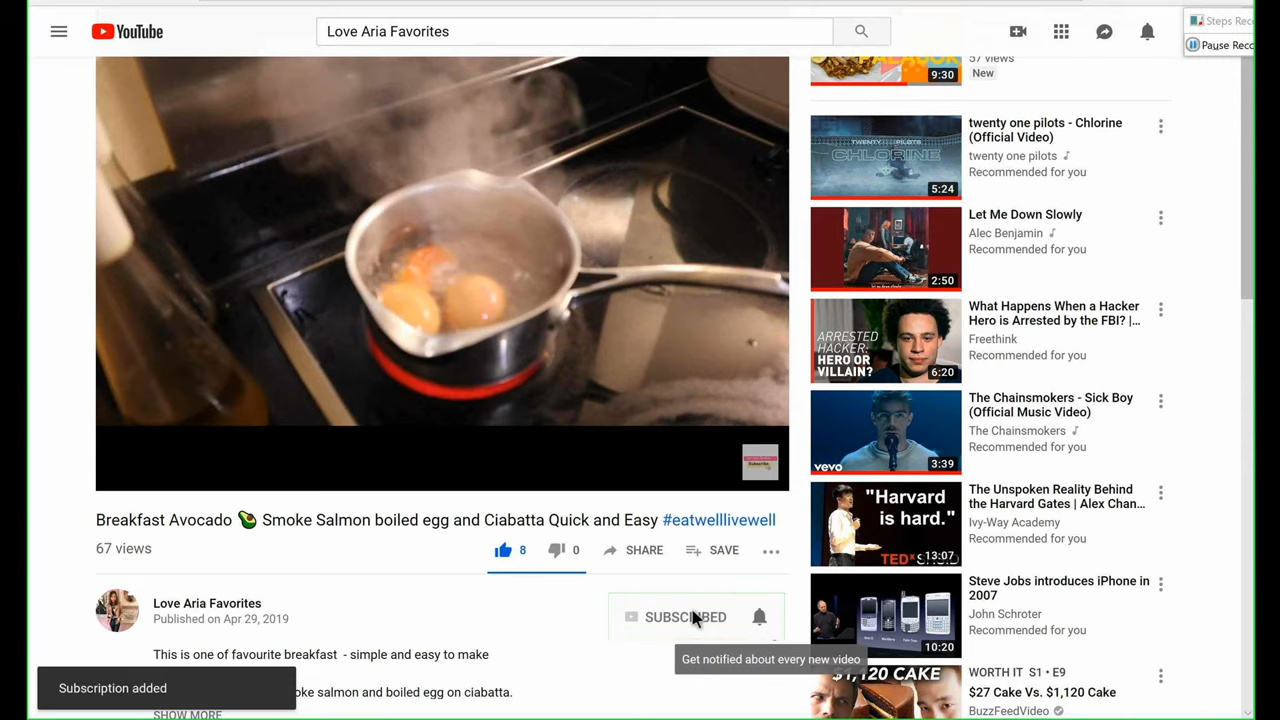 YouTube
Love Aria Favorites
Steps Rec
Pause Reco
9:30
57 views
New
twenty one pilots - Chlorine
(Official Video)
twenty one pilots
Recommended for you
TWENTY ONE PILOTS
CHLORINE
5:24
Let Me Down Slowly
Alec Benjamin
Recommended for you
2:50
What Happens When a Hacker
Hero is Arrested by the FBI? |...
Freethink
Recommended for you
ARRESTED
HACKER:
HERO OR
VILLAIN?
6:20
The Chainsmokers - Sick Boy
(Official Music Video)
The Chainsmokers
Recommended for you
vevo
3:39
The Unspoken Reality Behind
the Harvard Gates | Alex Chan...
Ivy-Way Academy
Recommended for you
"Harvard
is hard."
TEDx
13:07
Steve Jobs introduces iPhone in
2007
John Schroter
Recommended for you
10:20
WORTH IT S1 • E9
$27 Cake Vs. $1,120 Cake
BuzzFeedVideo
$1,120 CAKE
Subscribe
Breakfast Avocado 🥑 Smoke Salmon boiled egg and Ciabatta Quick and Easy #eatwelllivewell
67 views
8
0
SHARE
SAVE
Love Aria Favorites
Published on Apr 29, 2019
SUBSCRIBED
Get notified about every new video
This is one of favourite breakfast - simple and easy to make
Subscription added
oke salmon and boiled egg on ciabatta.
SHOW MORE